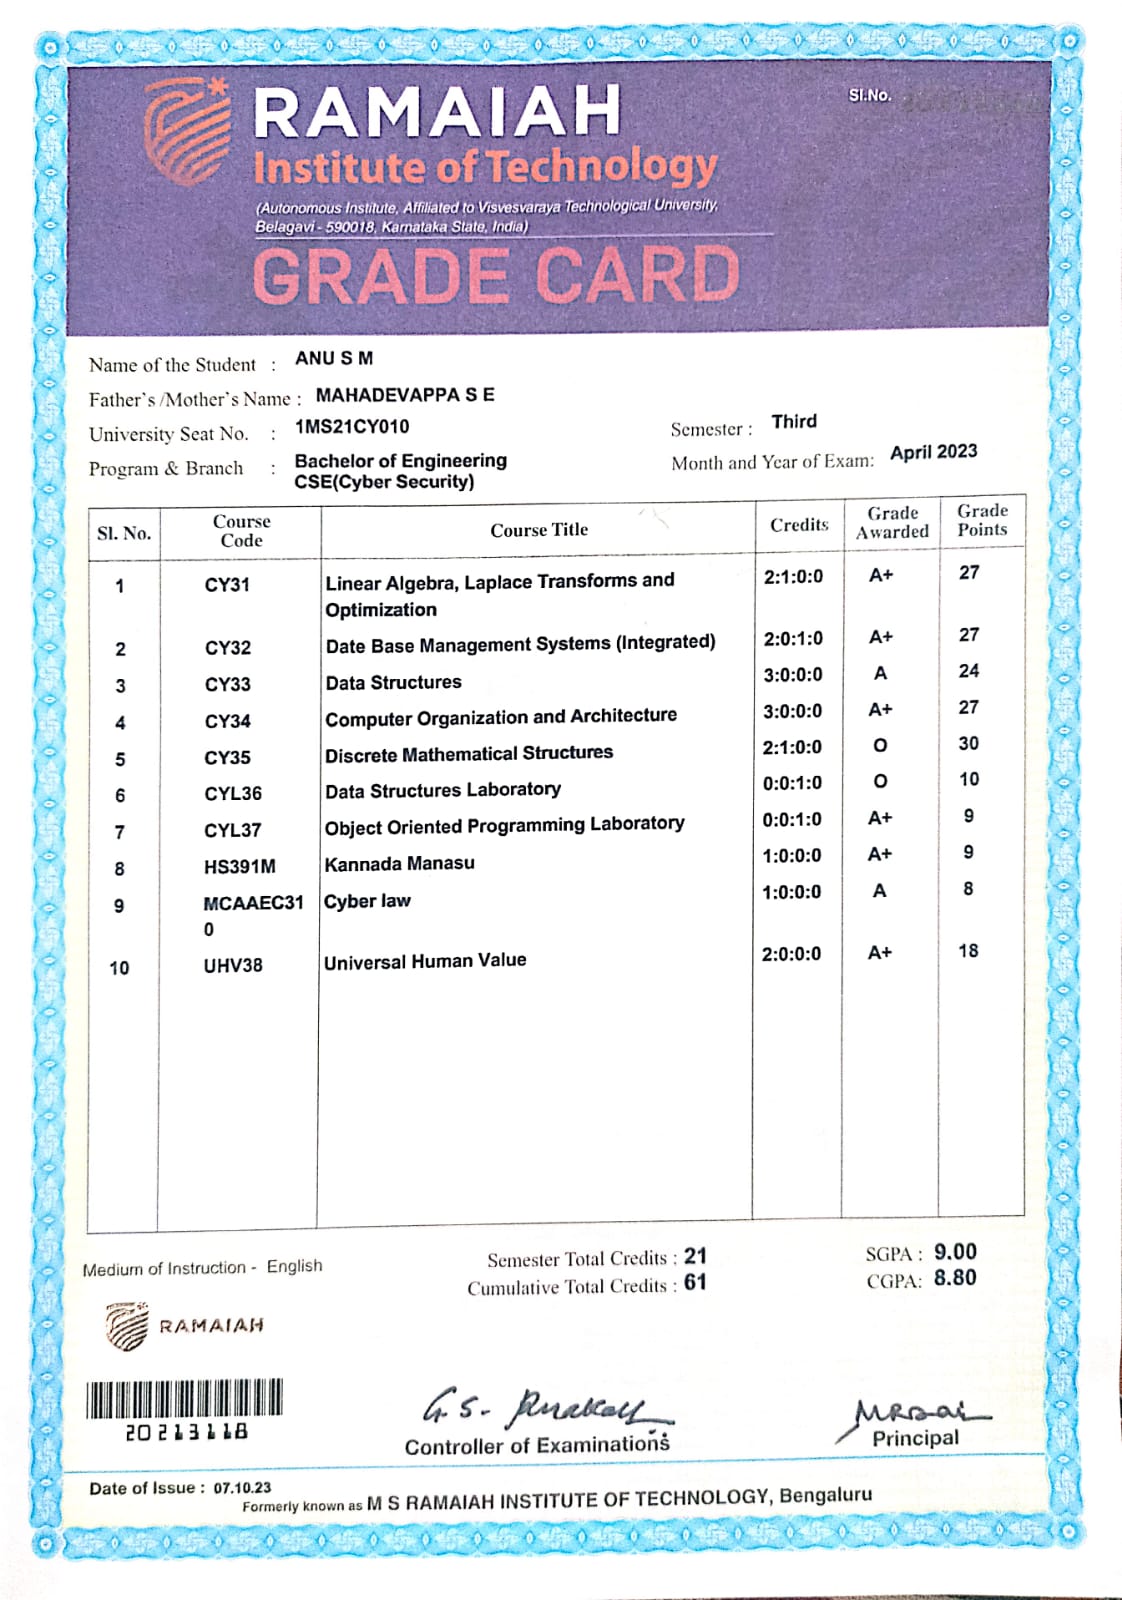 RAMAIAH
Institute of Technology
(Autonomous Institute, Affiliated to Visvesvaraya Technological University,
Belagavi - 590018, Karnataka State, India)
GRADE CARD
Sl.No.
Name of the Student : ANU S M
Father's /Mother's Name : MAHADEVAPPA S E
University Seat No. : 1MS21CY010
Semester : Third
Program & Branch : Bachelor of Engineering
CSE(Cyber Security)
Month and Year of Exam: April 2023
Sl. No. Course Code Course Title Credits Grade Awarded Grade Points
1 CY31 Linear Algebra, Laplace Transforms and 2:1:0:0 A+ 27
Optimization
2 CY32 Date Base Management Systems (Integrated) 2:0:1:0 A+ 27
3 CY33 Data Structures 3:0:0:0 A 24
4 CY34 Computer Organization and Architecture 3:0:0:0 A+ 27
5 CY35 Discrete Mathematical Structures 2:1:0:0 O 30
6 CYL36 Data Structures Laboratory 0:0:1:0 O 10
7 CYL37 Object Oriented Programming Laboratory 0:0:1:0 A+ 9
8 HS391M Kannada Manasu 1:0:0:0 A+ 9
9 MCAAEC31 Cyber law 1:0:0:0 A 8
0
10 UHV38 Universal Human Value 2:0:0:0 A+ 18
Medium of Instruction - English
Semester Total Credits : 21
SGPA : 9.00
Cumulative Total Credits : 61
CGPA: 8.80
RAMAIAH
20213118
Controller of Examinations
Principal
Date of Issue : 07.10.23
Formerly known as M S RAMAIAH INSTITUTE OF TECHNOLOGY, Bengaluru